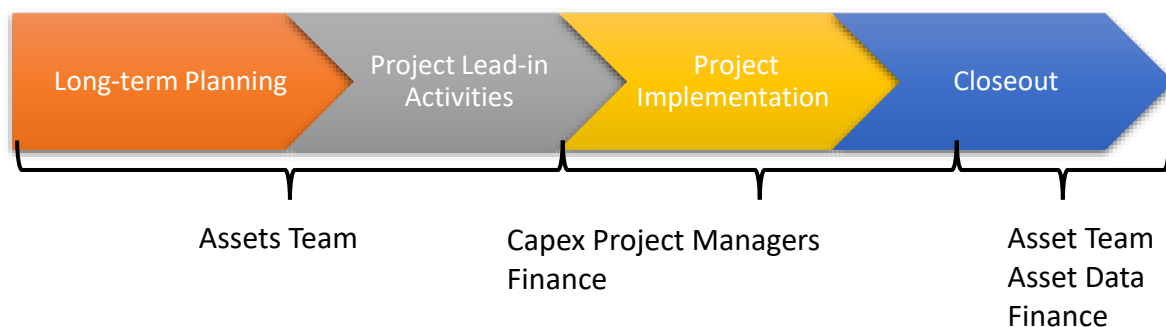 Long-term Planning
Project Lead-in
Activities
Project
Implementation
Closeout
Assets Team
Capex Project Managers
Finance
Asset Team
Asset Data
Finance